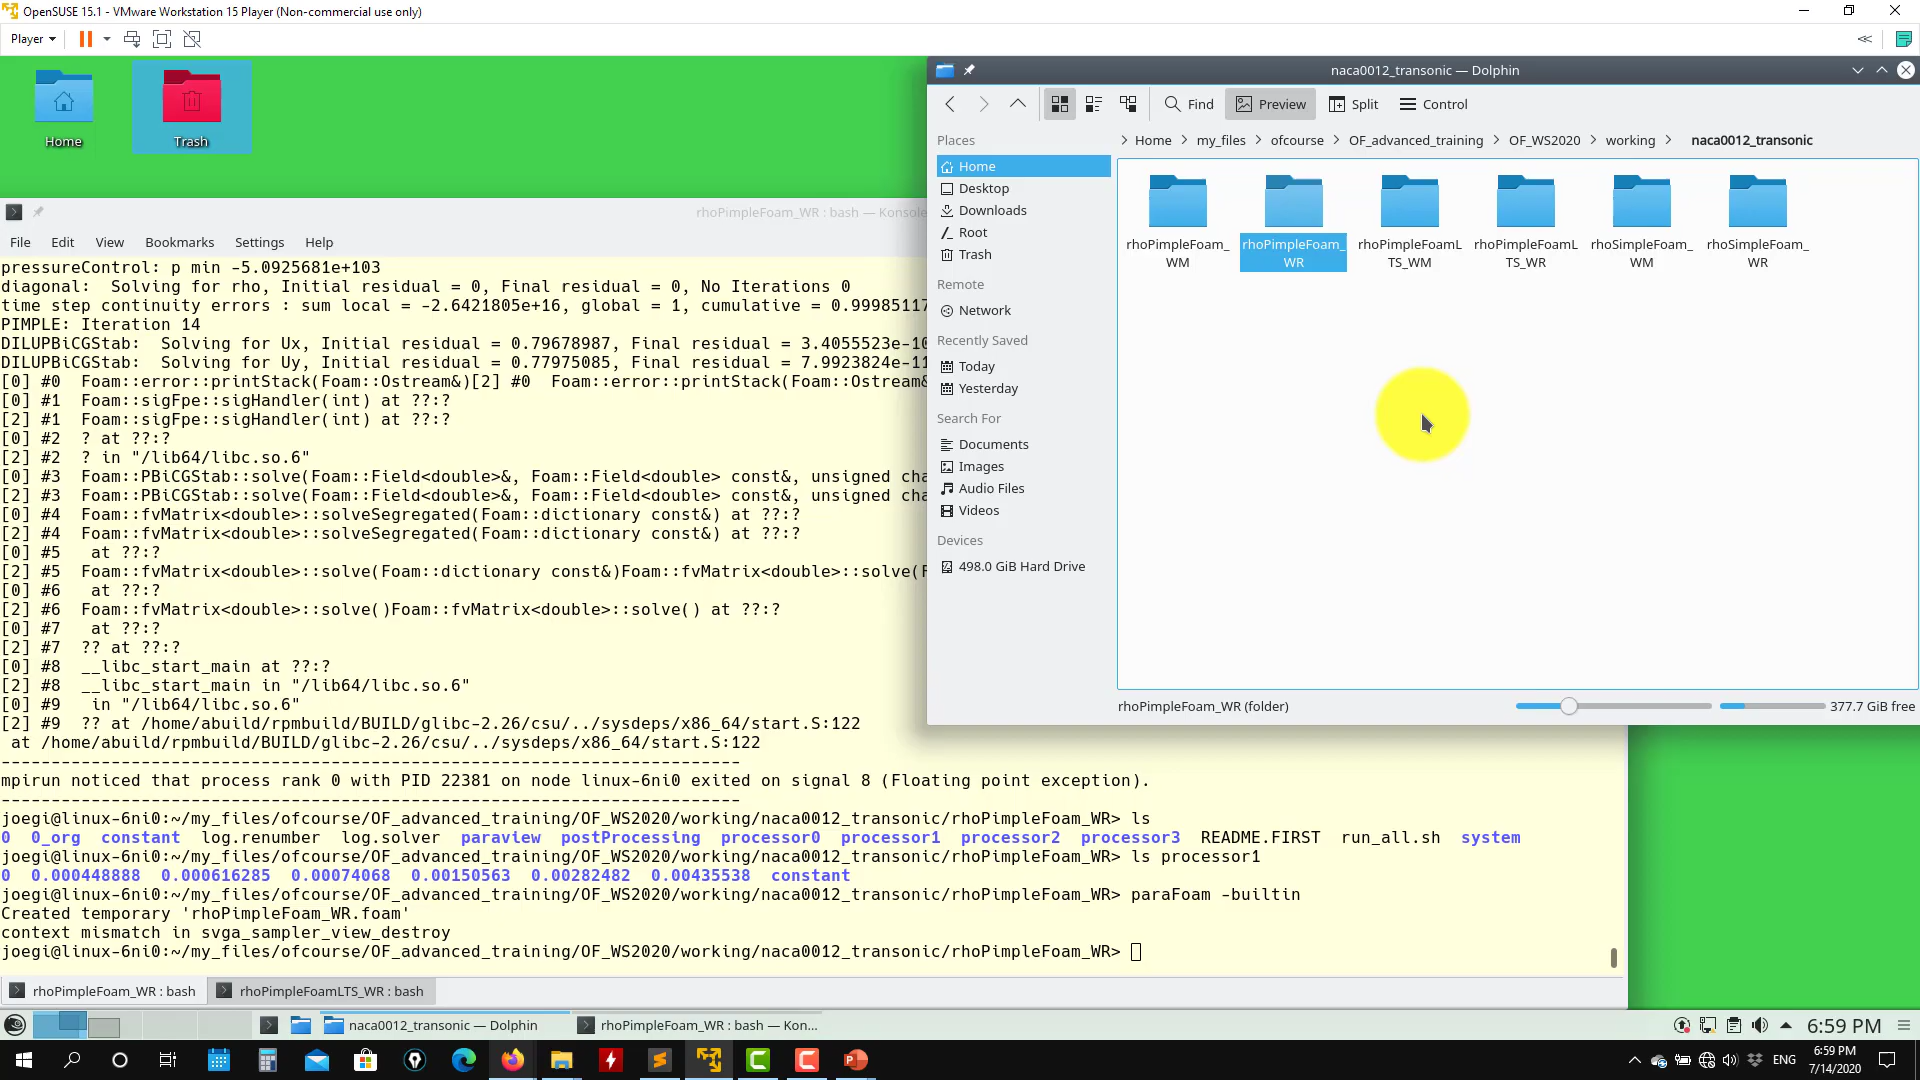 OpenSUSE 15.1 - VMware Workstation 15 Player (Non-commercial use only)
Player
Home
Trash
naca0012_transonic — Dolphin
Find
Preview
Split
Control
Places
Home
Desktop
Downloads
Root
Trash
Remote
Network
Recently Saved
Today
Yesterday
Search For
Documents
Images
Audio Files
Videos
Devices
498.0 GiB Hard Drive
Home
my_files
ofcourse
OF_advanced_training
OF_WS2020
working
naca0012_transonic
rhoPimpleFoam_
WM
rhoPimpleFoam_
WR
rhoPimpleFoamL
TS_WM
rhoPimpleFoamL
TS_WR
rhoSimpleFoam_
WM
rhoSimpleFoam_
WR
rhoPimpleFoam_WR (folder)
377.7 GiB free
rhoPimpleFoam_WR : bash — Konsole
File Edit View Bookmarks Settings Help
pressureControl: p min -5.0925681e+103
diagonal:  Solving for rho, Initial residual = 0, Final residual = 0, No Iterations 0
time step continuity errors : sum local = -2.6421805e+16, global = 1, cumulative = 0.99985117
PIMPLE: Iteration 14
DILUPBiCGStab:  Solving for Ux, Initial residual = 0.79678987, Final residual = 3.4055523e-10
DILUPBiCGStab:  Solving for Uy, Initial residual = 0.77975085, Final residual = 7.9923824e-11
[0] #0  Foam::error::printStack(Foam::Ostream&)[2] #0  Foam::error::printStack(Foam::Ostream&
[0] #1  Foam::sigFpe::sigHandler(int) at ??:?
[2] #1  Foam::sigFpe::sigHandler(int) at ??:?
[0] #2  ? at ??:?
[2] #2  ? in "/lib64/libc.so.6"
[0] #3  Foam::PBiCGStab::solve(Foam::Field<double>&, Foam::Field<double> const&, unsigned cha
[2] #3  Foam::PBiCGStab::solve(Foam::Field<double>&, Foam::Field<double> const&, unsigned cha
[0] #4  Foam::fvMatrix<double>::solveSegregated(Foam::dictionary const&) at ??:?
[2] #4  Foam::fvMatrix<double>::solveSegregated(Foam::dictionary const&) at ??:?
[0] #5   at ??:?
[2] #5  Foam::fvMatrix<double>::solve(Foam::dictionary const&)Foam::fvMatrix<double>::solve(F
[0] #6   at ??:?
[2] #6  Foam::fvMatrix<double>::solve()Foam::fvMatrix<double>::solve() at ??:?
[0] #7   at ??:?
[2] #7  ?? at ??:?
[0] #8  __libc_start_main at ??:?
[2] #8  __libc_start_main in "/lib64/libc.so.6"
[0] #9   in "/lib64/libc.so.6"
[2] #9  ?? at /home/abuild/rpmbuild/BUILD/glibc-2.26/csu/../sysdeps/x86_64/start.S:122
 at /home/abuild/rpmbuild/BUILD/glibc-2.26/csu/../sysdeps/x86_64/start.S:122
--------------------------------------------------------------------------
mpirun noticed that process rank 0 with PID 22381 on node linux-6ni0 exited on signal 8 (Floating point exception).
--------------------------------------------------------------------------
joegi@linux-6ni0:~/my_files/ofcourse/OF_advanced_training/OF_WS2020/working/naca0012_transonic/rhoPimpleFoam_WR> ls
0  0_org  constant  log.renumber  log.solver  paraview  postProcessing  processor0  processor1  processor2  processor3  README.FIRST  run_all.sh  system
joegi@linux-6ni0:~/my_files/ofcourse/OF_advanced_training/OF_WS2020/working/naca0012_transonic/rhoPimpleFoam_WR> ls processor1
0  0.000448888  0.000616285  0.00074068  0.00150563  0.00282482  0.00435538  constant
joegi@linux-6ni0:~/my_files/ofcourse/OF_advanced_training/OF_WS2020/working/naca0012_transonic/rhoPimpleFoam_WR> paraFoam -builtin
Created temporary 'rhoPimpleFoam_WR.foam'
context mismatch in svga_sampler_view_destroy
joegi@linux-6ni0:~/my_files/ofcourse/OF_advanced_training/OF_WS2020/working/naca0012_transonic/rhoPimpleFoam_WR>
rhoPimpleFoam_WR : bash
rhoPimpleFoamLTS_WR : bash
naca0012_transonic — Dolphin
rhoPimpleFoam_WR : bash — Kon...
6:59 PM
ENG
6:59 PM
7/14/2020